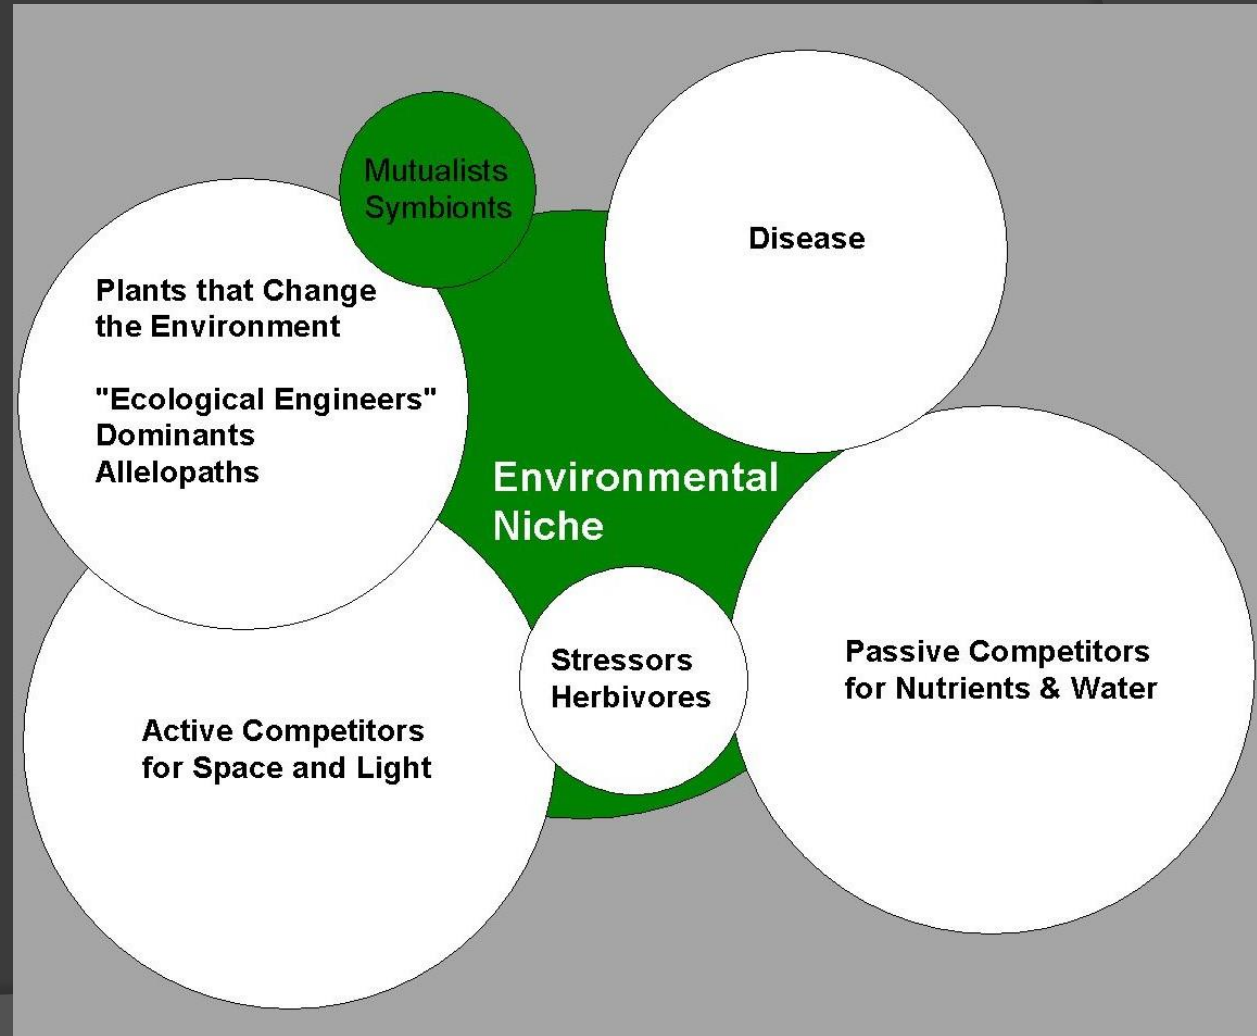 Mutualists
Symbionts
Disease
Plants that Change
the Environment
"Ecological Engineers"
Dominants
Allelopaths
Environmental
Niche
Stressors
Herbivores
Passive Competitors
for Nutrients & Water
Active Competitors
for Space and Light